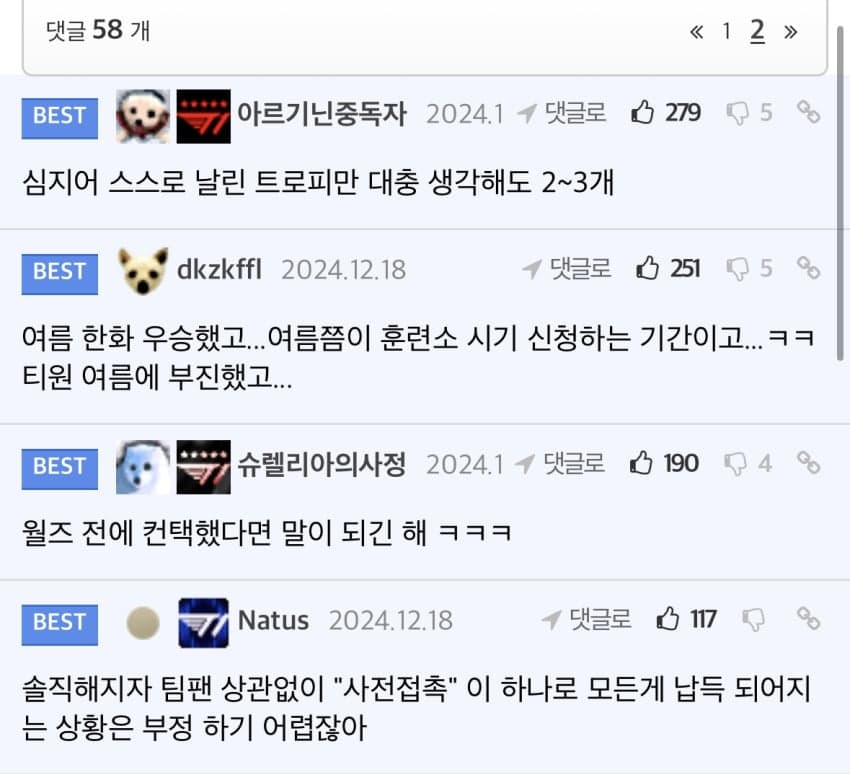 댓글 58 개 « 1 2 »
BEST 아르기닌중독자 2024.1 댓글로 279 5
심지어 스스로 날린 트로피만 대충 생각해도 2~3개
BEST dkzkffl 2024.12.18 댓글로 251 5
여름 한화 우승했고...여름쯤이 훈련소 시기 신청하는 기간이고...ㅋㅋ
티원 여름에 부진했고...
BEST 슈렐리아의사정 2024.1 댓글로 190 4
월즈 전에 컨택했다면 말이 되긴 해 ㅋㅋㅋ
BEST Natus 2024.12.18 댓글로 117
솔직해지자 팀팬 상관없이 "사전접촉" 이 하나로 모든게 납득 되어지
는 상황은 부정 하기 어렵잖아